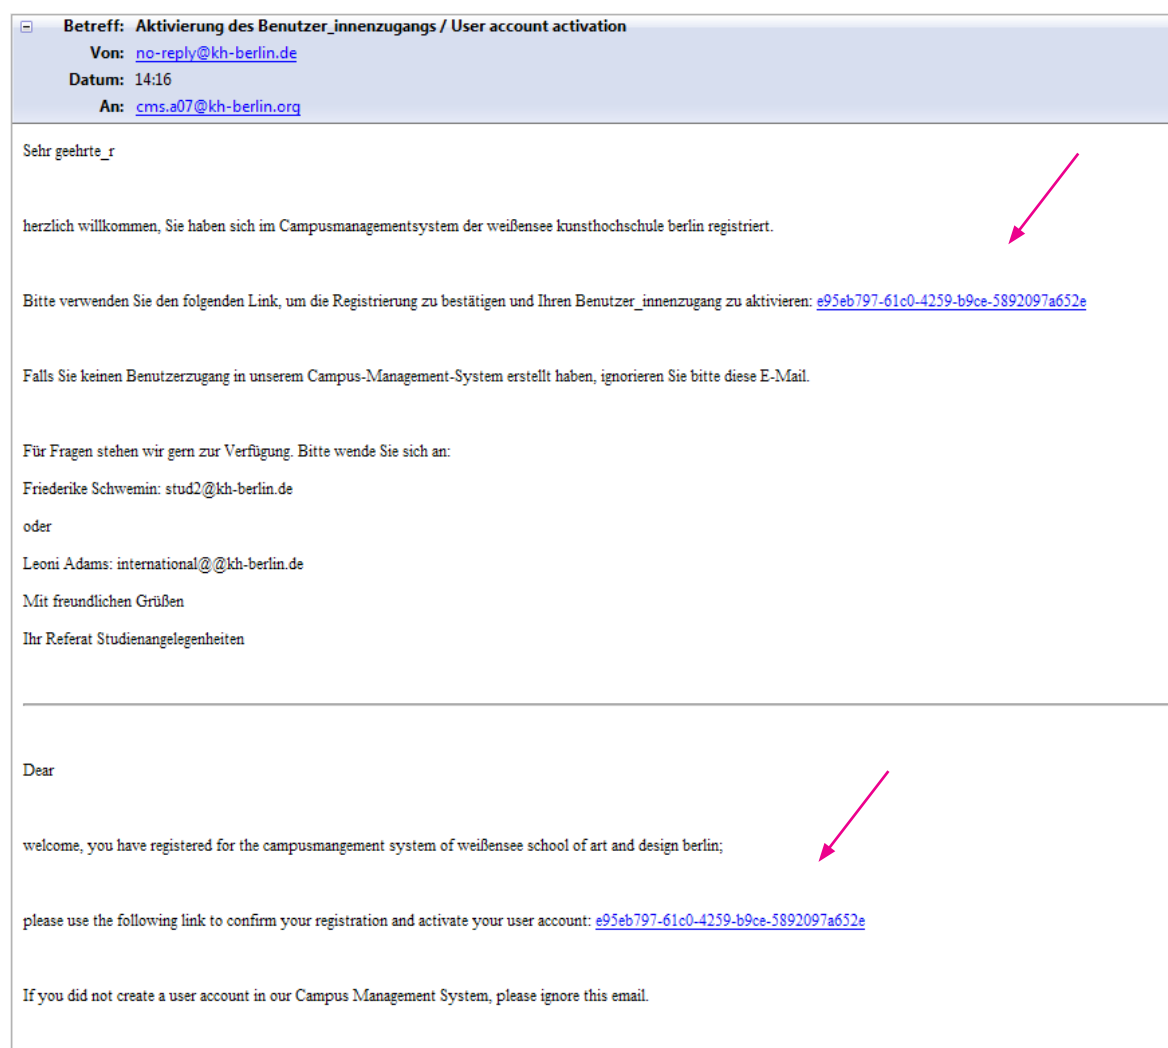 Betreff: Aktivierung des Benutzer_innenzugangs / User account activation
Von: no-reply@kh-berlin.de
Datum: 14:16
An: cms.a07@kh-berlin.org
Sehr geehrte_r
herzlich willkommen, Sie haben sich im Campusmanagementsystem der weißensee kunsthochschule berlin registriert.
Bitte verwenden Sie den folgenden Link, um die Registrierung zu bestätigen und Ihren Benutzer_innenzugang zu aktivieren: e95eb797-61c0-4259-b9ce-5892097a652e
Falls Sie keinen Benutzerzugang in unserem Campus-Management-System erstellt haben, ignorieren Sie bitte diese E-Mail.
Für Fragen stehen wir gern zur Verfügung. Bitte wende Sie sich an:
Friederike Schwemin: stud2@kh-berlin.de
oder
Leoni Adams: international@@kh-berlin.de
Mit freundlichen Grüßen
Ihr Referat Studienangelegenheiten
Dear
welcome, you have registered for the campusmangement system of weißensee school of art and design berlin;
please use the following link to confirm your registration and activate your user account: e95eb797-61c0-4259-b9ce-5892097a652e
If you did not create a user account in our Campus Management System, please ignore this email.